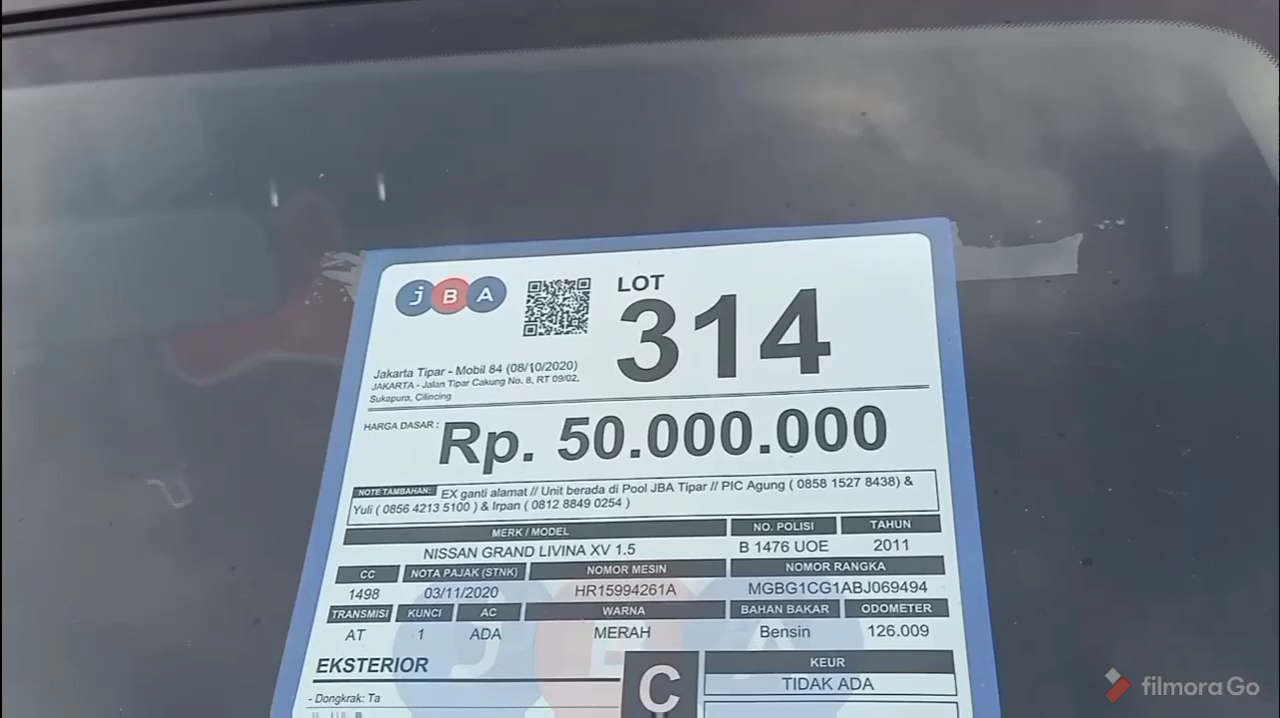 JBA
LOT
314
Jakarta Tipar - Mobil 84 (08/10/2020)
JAKARTA - Jalan Tipar Cakung No. 8, RT 09/02,
Sukapura, Cilincing
HARGA DASAR : Rp. 50.000.000
NOTE TAMBAHAN: EX ganti alamat // Unit berada di Pool JBA Tipar // PIC Agung ( 0858 1527 8438) &
Yuli ( 0856 4213 5100 ) & Irpan ( 0812 8849 0254 )
MERK / MODEL NO. POLISI TAHUN
NISSAN GRAND LIVINA XV 1.5 B 1476 UOE 2011
CC NOTA PAJAK (STNK) NOMOR MESIN NOMOR RANGKA
1498 03/11/2020 HR15994261A MGBG1CG1ABJ069494
TRANSMISI KUNCI AC WARNA BAHAN BAKAR ODOMETER
AT 1 ADA MERAH Bensin 126.009
EKSTERIOR C KEUR
TIDAK ADA
- Dongkrak: Ta
filmoraGo